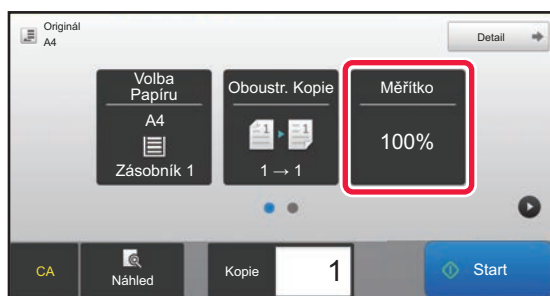 Originál
A4
Detail
Volba
Papíru
A4
Zásobník 1
Oboustr. Kopie
1 → 1
Měřítko
100%
CA
Náhled
Kopie
1
Start